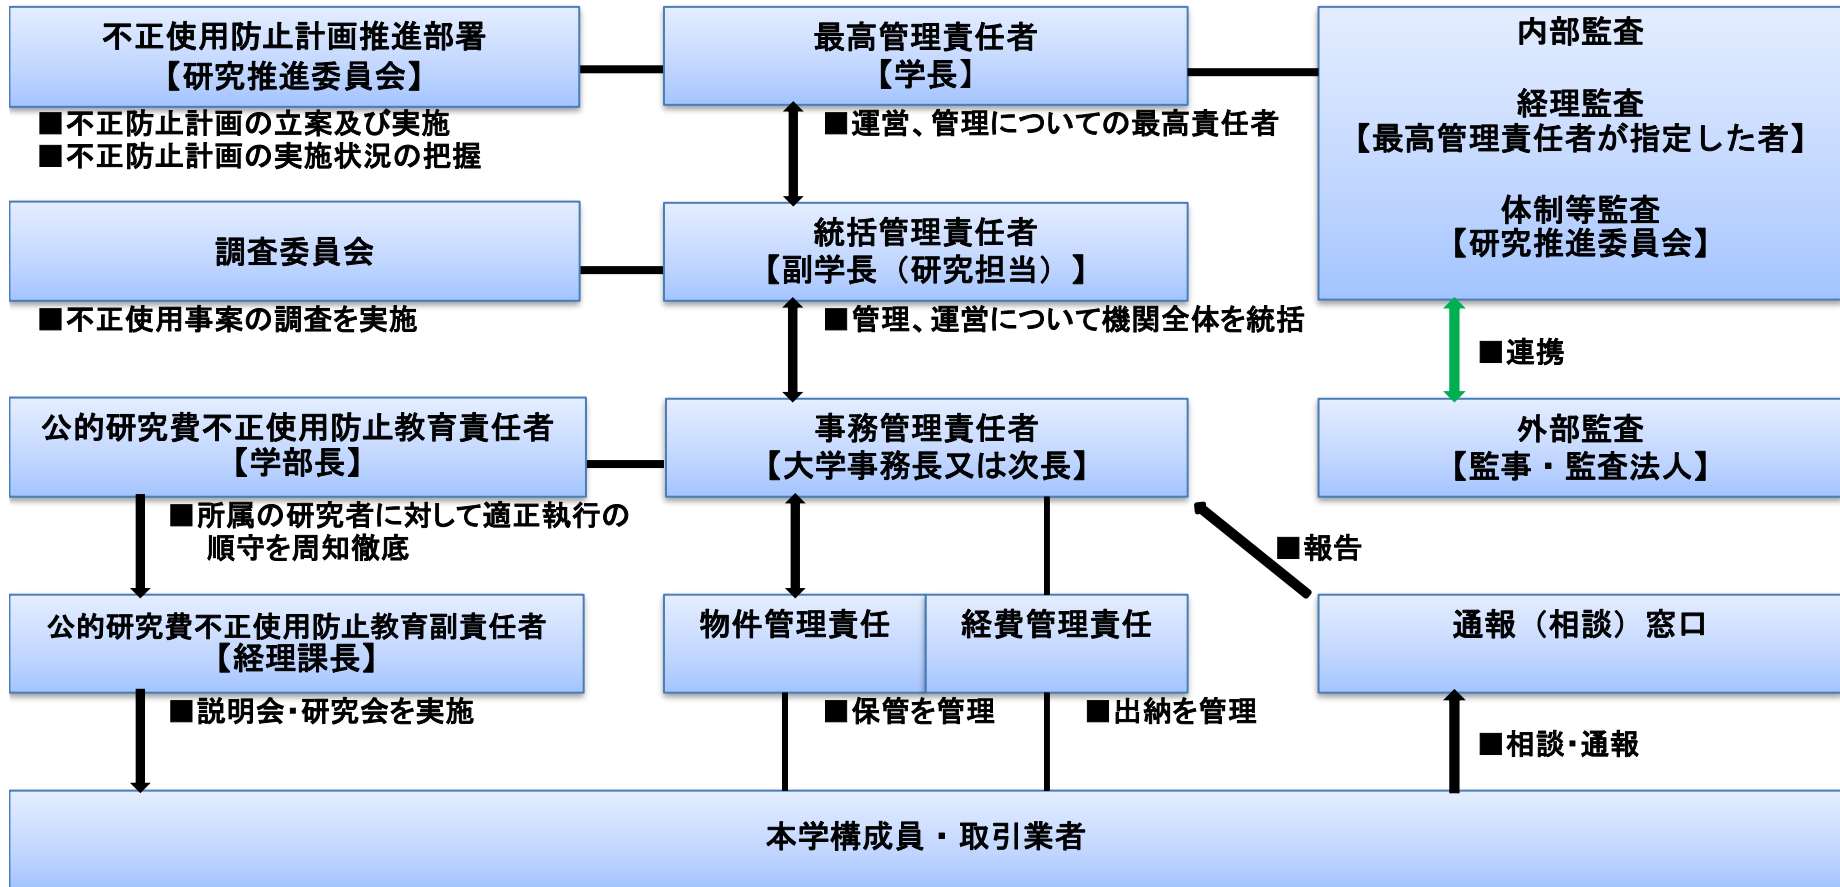 不正使用防止計画推進部署
【研究推進委員会】
■不正防止計画の立案及び実施
■不正防止計画の実施状況の把握
最高管理責任者
【学長】
■運営、管理についての最高責任者
内部監査
経理監査
【最高管理責任者が指定した者】
体制等監査
【研究推進委員会】
調査委員会
■不正使用事案の調査を実施
統括管理責任者
【副学長（研究担当）】
■管理、運営について機関全体を統括
■連携
公的研究費不正使用防止教育責任者
【学部長】
■所属の研究者に対して適正執行の
順守を周知徹底
事務管理責任者
【大学事務長又は次長】
外部監査
【監事・監査法人】
■報告
公的研究費不正使用防止教育副責任者
【経理課長】
■説明会・研究会を実施
物件管理責任
■保管を管理
経費管理責任
■出納を管理
通報（相談）窓口
■相談・通報
本学構成員・取引業者